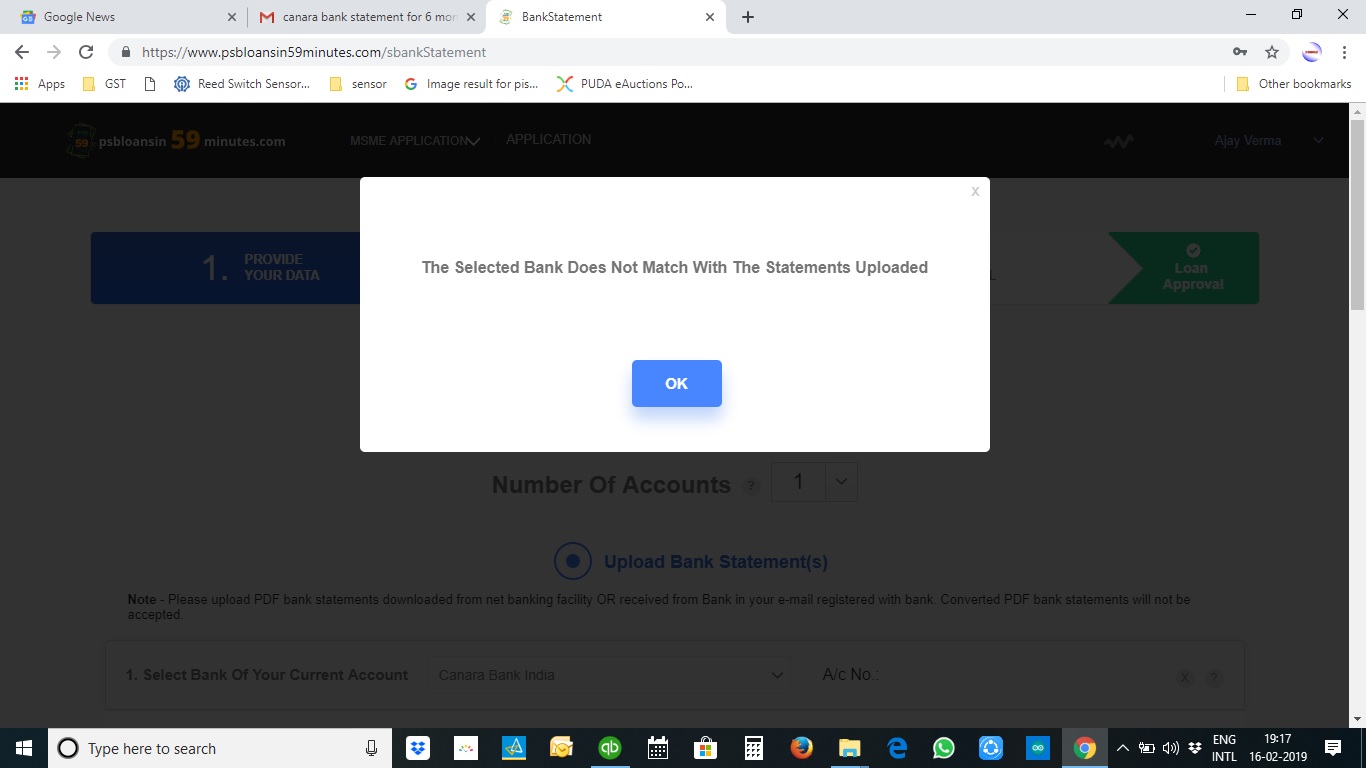 Google News
canara bank statement for 6 mon
BankStatement
https://www.psbloansin59minutes.com/sbankStatement
Apps
GST
Reed Switch Sensor...
sensor
Image result for pis...
PUDA eAuctions Po...
Other bookmarks
psbloansin 59 minutes.com
MSME APPLICATION
APPLICATION
Ajay Verma
X
1. PROVIDE
YOUR DATA
Loan
Approval
The Selected Bank Does Not Match With The Statements Uploaded
OK
Number Of Accounts ? 1
Upload Bank Statement(s)
Note - Please upload PDF bank statements downloaded from net banking facility OR received from Bank in your e-mail registered with bank. Converted PDF bank statements will not be
accepted.
1. Select Bank Of Your Current Account
Canara Bank India
A/c No.:
X ?
Type here to search
ENG
INTL
19:17
16-02-2019